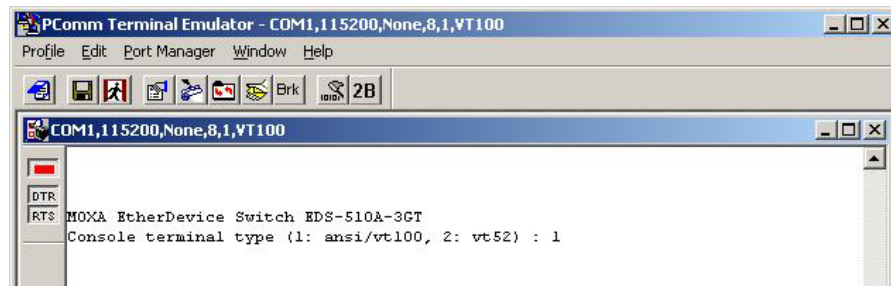 PComm Terminal Emulator - COM1,115200,None,8,1,VT100
Profile Edit Port Manager Window Help
Brk 2B
COM1,115200,None,8,1,VT100
DTR
RTS
MOXA EtherDevice Switch EDS-510A-3GT
Console terminal type (1: ansi/vt100, 2: vt52) : 1